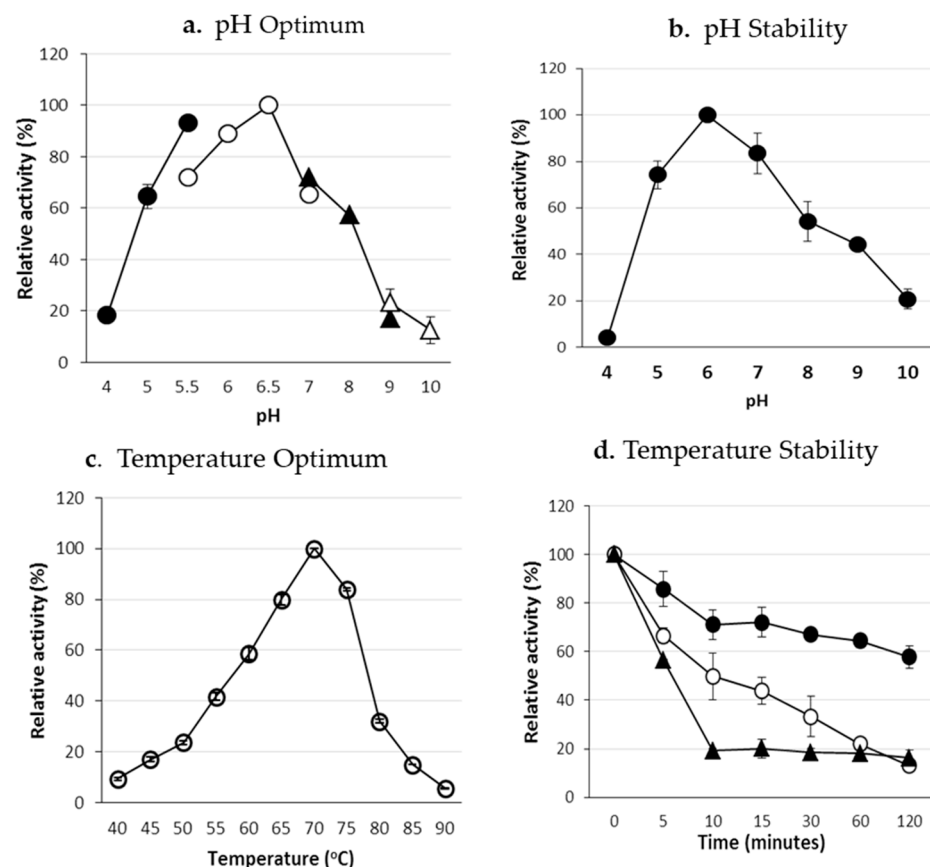 a. pH Optimum
120
100
80
60
40
20
0
Relative activity (%)
4 5 5.5 6 6.5 7 8 9 10
pH
b. pH Stability
120
100
80
60
40
20
0
Relative activity (%)
4 5 6 7 8 9 10
pH
c. Temperature Optimum
120
100
80
60
40
20
0
Relative activity (%)
40 45 50 55 60 65 70 75 80 85 90
Temperature (°C)
d. Temperature Stability
120
100
80
60
40
20
0
Relative activity (%)
0 5 10 15 30 60 120
Time (minutes)